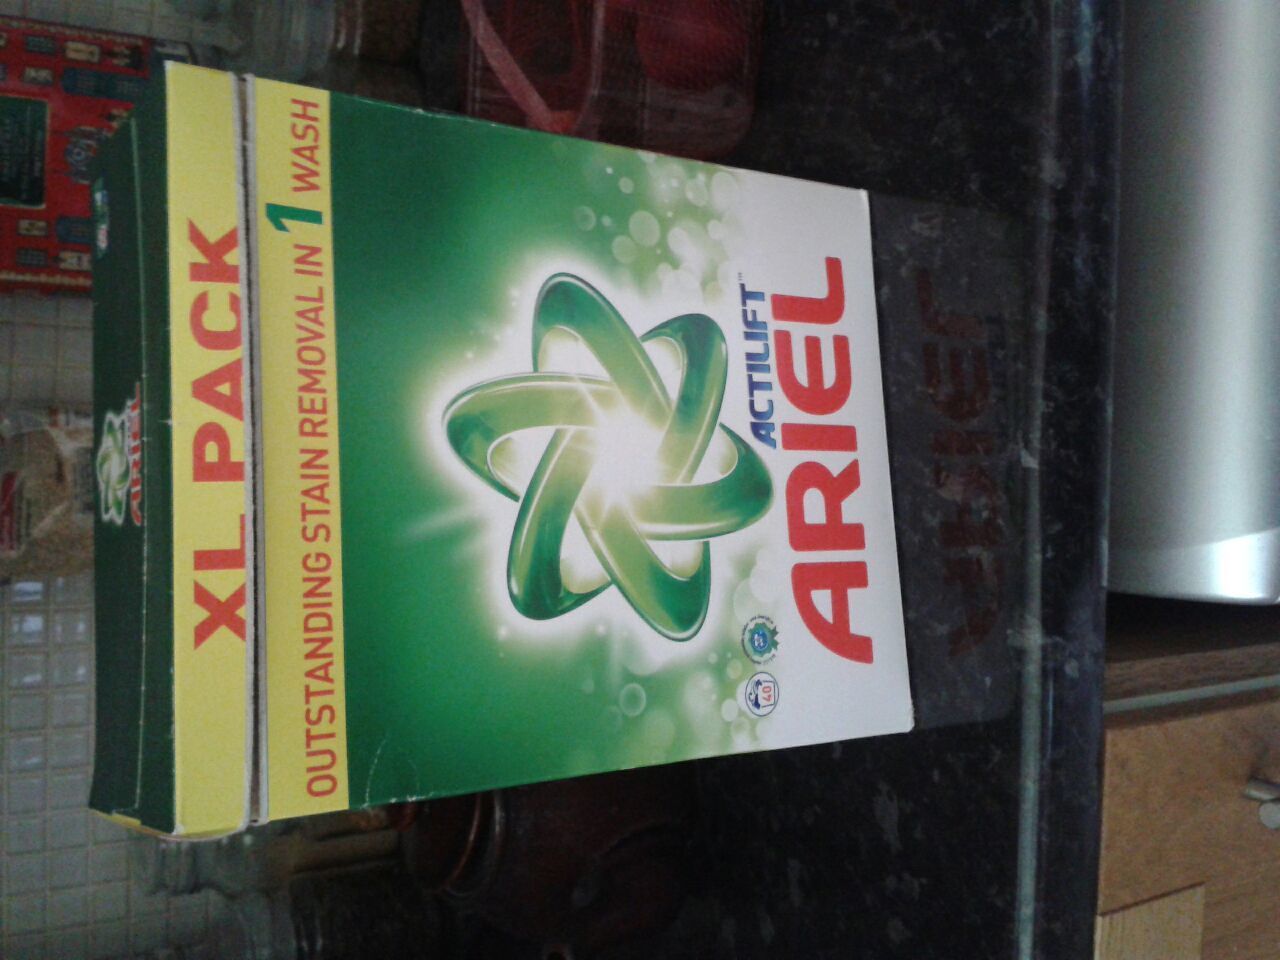 ARIEL
XL PACK
OUTSTANDING STAIN REMOVAL IN 1 WASH
ACTILIFT™
ARIEL
40